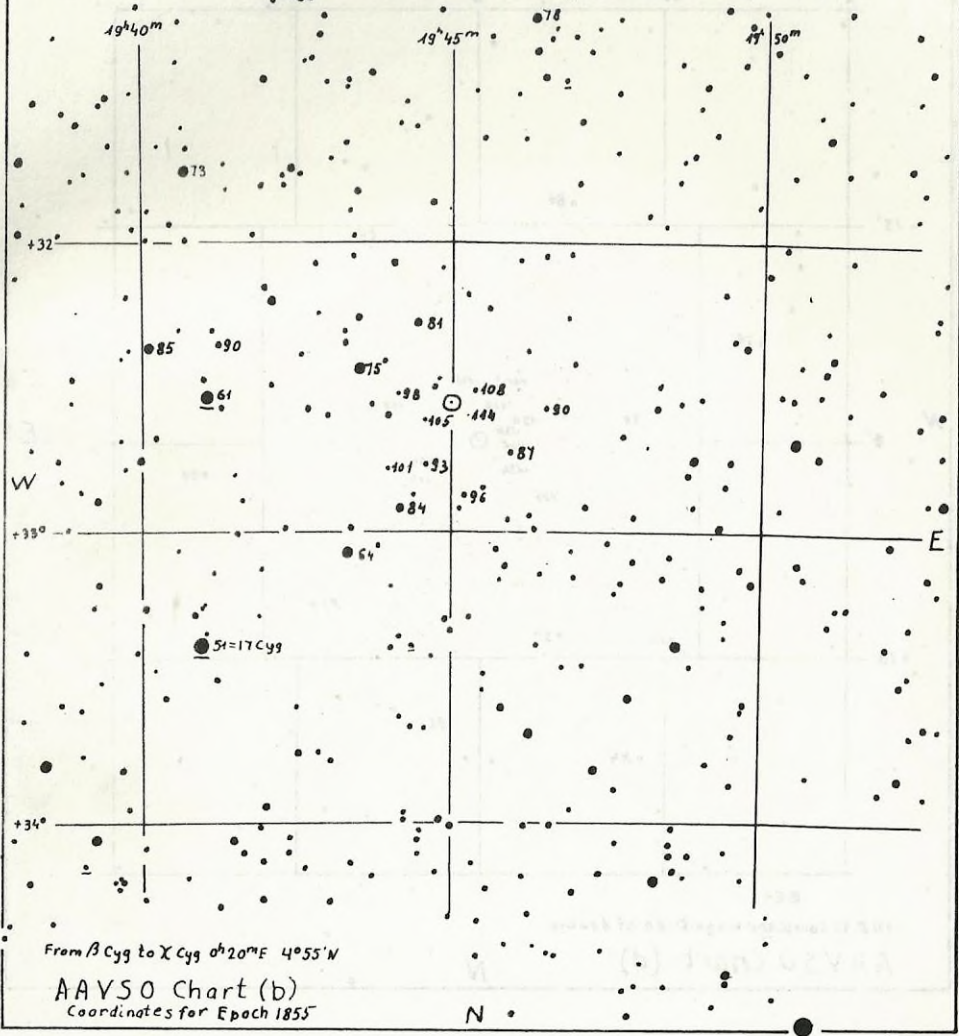 78
19ʰ40ᵐ
19ʰ45ᵐ
19ʰ50ᵐ
73
+32
81
85
90
75
61
98
108
105
114
90
101
93
87
W
84
96
+33°
E
64
51=17 Cyg
+34°
From β Cyg to χ Cyg 0ʰ20ᵐE 4°55'N
AAVSO Chart (b)
Coordinates for Epoch 1855
N